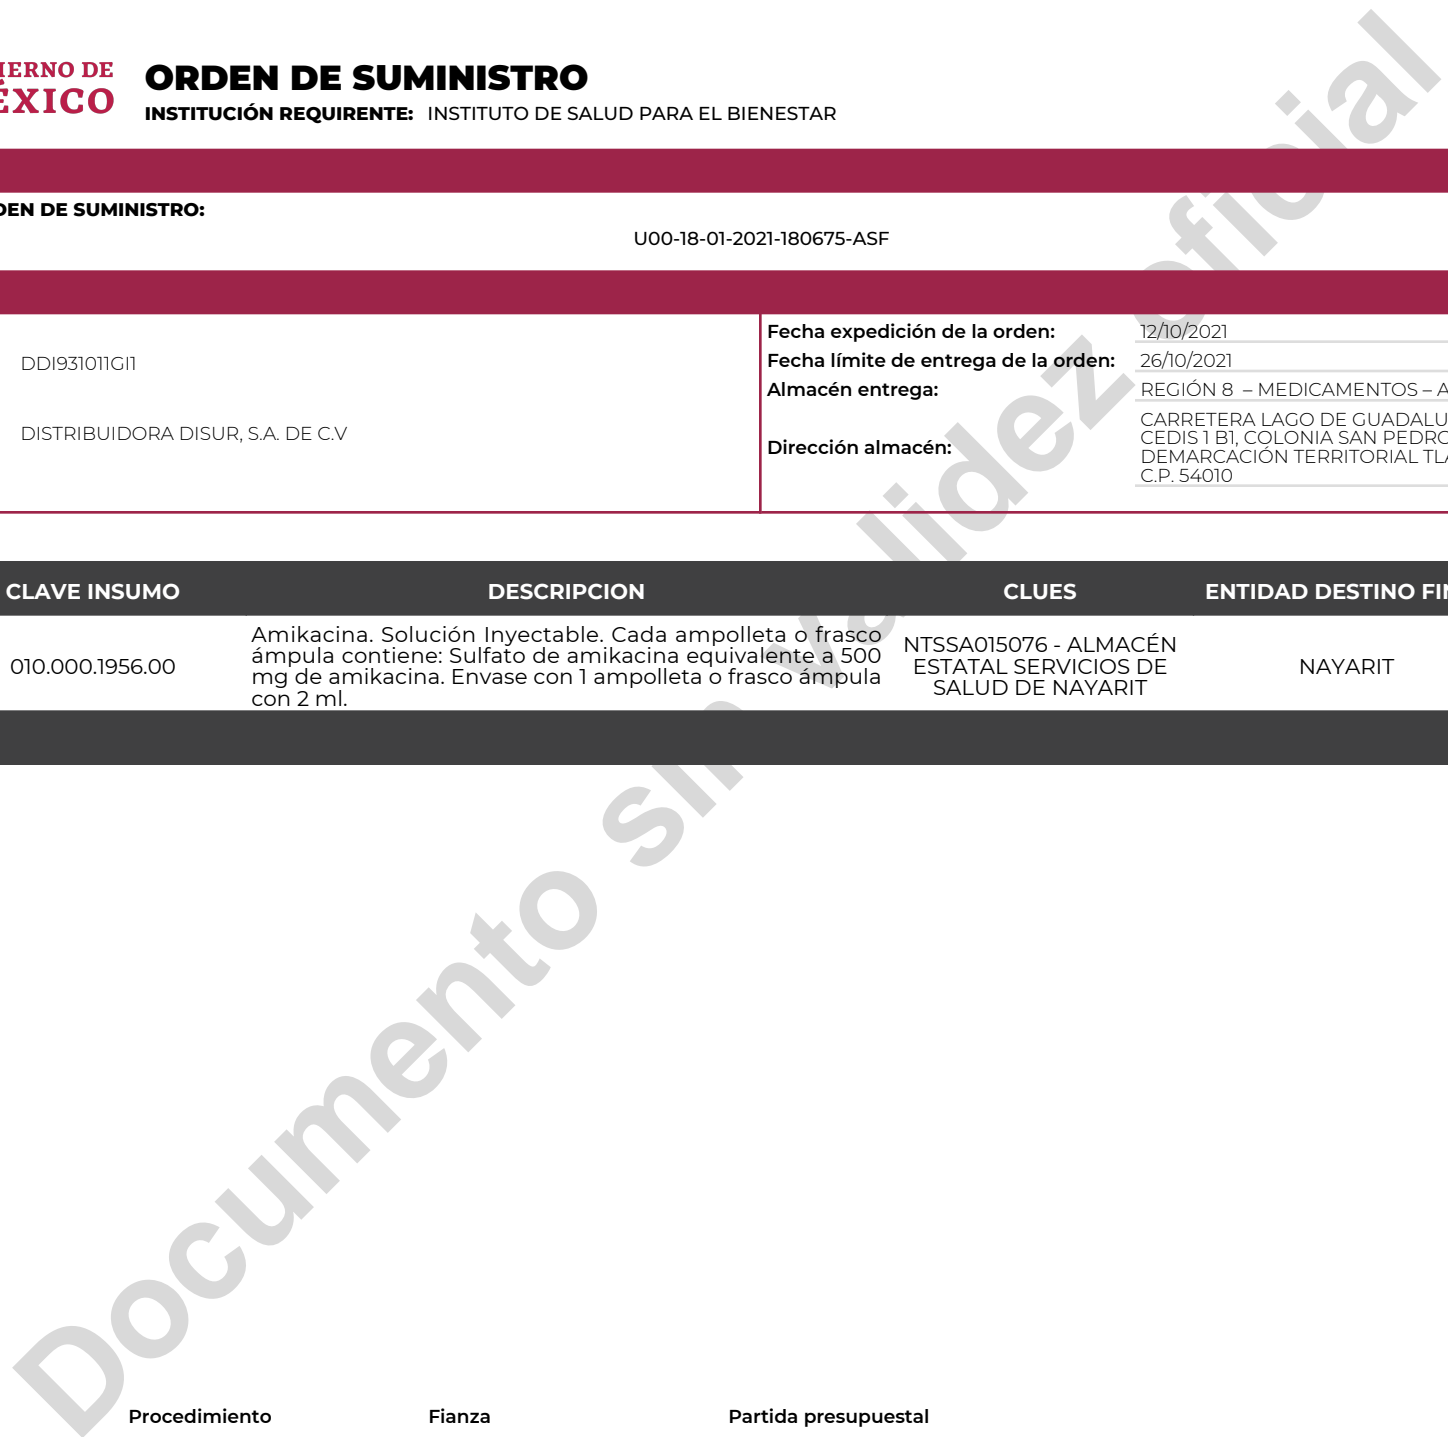 IERNO DE
ÉXICO
ORDEN DE SUMINISTRO
INSTITUCIÓN REQUIRENTE: INSTITUTO DE SALUD PARA EL BIENESTAR
DEN DE SUMINISTRO:
U00-18-01-2021-180675-ASF
DDI931011GI1
DISTRIBUIDORA DISUR, S.A. DE C.V
Fecha expedición de la orden: 12/10/2021
Fecha límite de entrega de la orden: 26/10/2021
Almacén entrega: REGIÓN 8 – MEDICAMENTOS – A
Dirección almacén:
CARRETERA LAGO DE GUADALU
CEDIS 1 B1, COLONIA SAN PEDRO
DEMARCACIÓN TERRITORIAL TLA
C.P. 54010
CLAVE INSUMO DESCRIPCION CLUES ENTIDAD DESTINO FIN
010.000.1956.00
Amikacina. Solución Inyectable. Cada ampolleta o frasco
ámpula contiene: Sulfato de amikacina equivalente a 500
mg de amikacina. Envase con 1 ampolleta o frasco ámpula
con 2 ml.
NTSSA015076 - ALMACÉN
ESTATAL SERVICIOS DE
SALUD DE NAYARIT
NAYARIT
Documento sin validez oficial
Procedimiento Fianza Partida presupuestal